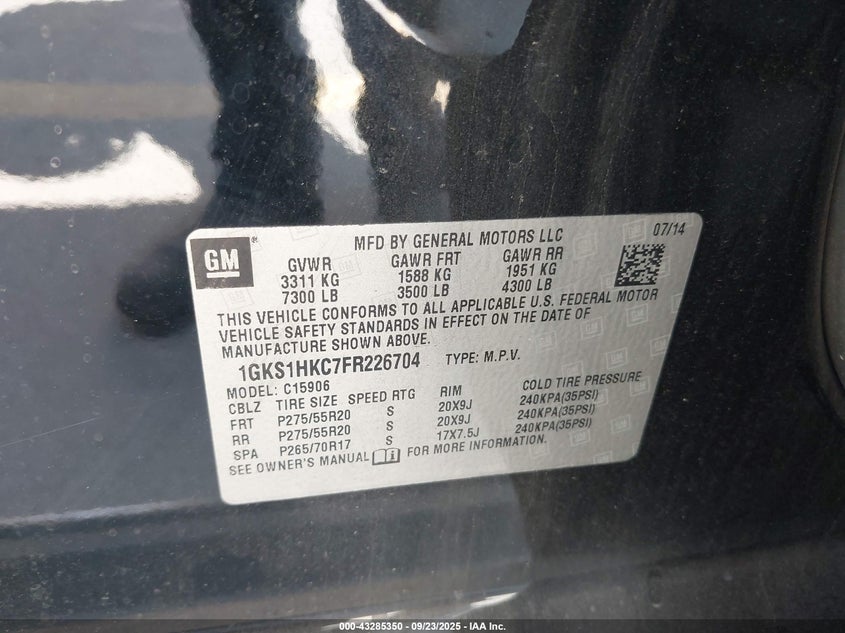 GM ®
MFD BY GENERAL MOTORS LLC 07/14
GVWR GAWR FRT GAWR RR
3311 KG 1588 KG 1951 KG
7300 LB 3500 LB 4300 LB
THIS VEHICLE CONFORMS TO ALL APPLICABLE U.S. FEDERAL MOTOR
VEHICLE SAFETY STANDARDS IN EFFECT ON THE DATE OF
MANUFACTURE SHOWN ABOVE.
1GKS1HKC7FR226704 TYPE: M.P.V.
MODEL: C15906
CBLZ TIRE SIZE SPEED RTG RIM COLD TIRE PRESSURE
FRT P275/55R20 S 20X9J 240KPA(35PSI)
RR P275/55R20 S 20X9J 240KPA(35PSI)
SPA P265/70R17 S 17X7.5J 240KPA(35PSI)
SEE OWNER'S MANUAL FOR MORE INFORMATION.
000-43285350 - 09/23/2025 - IAA Inc.